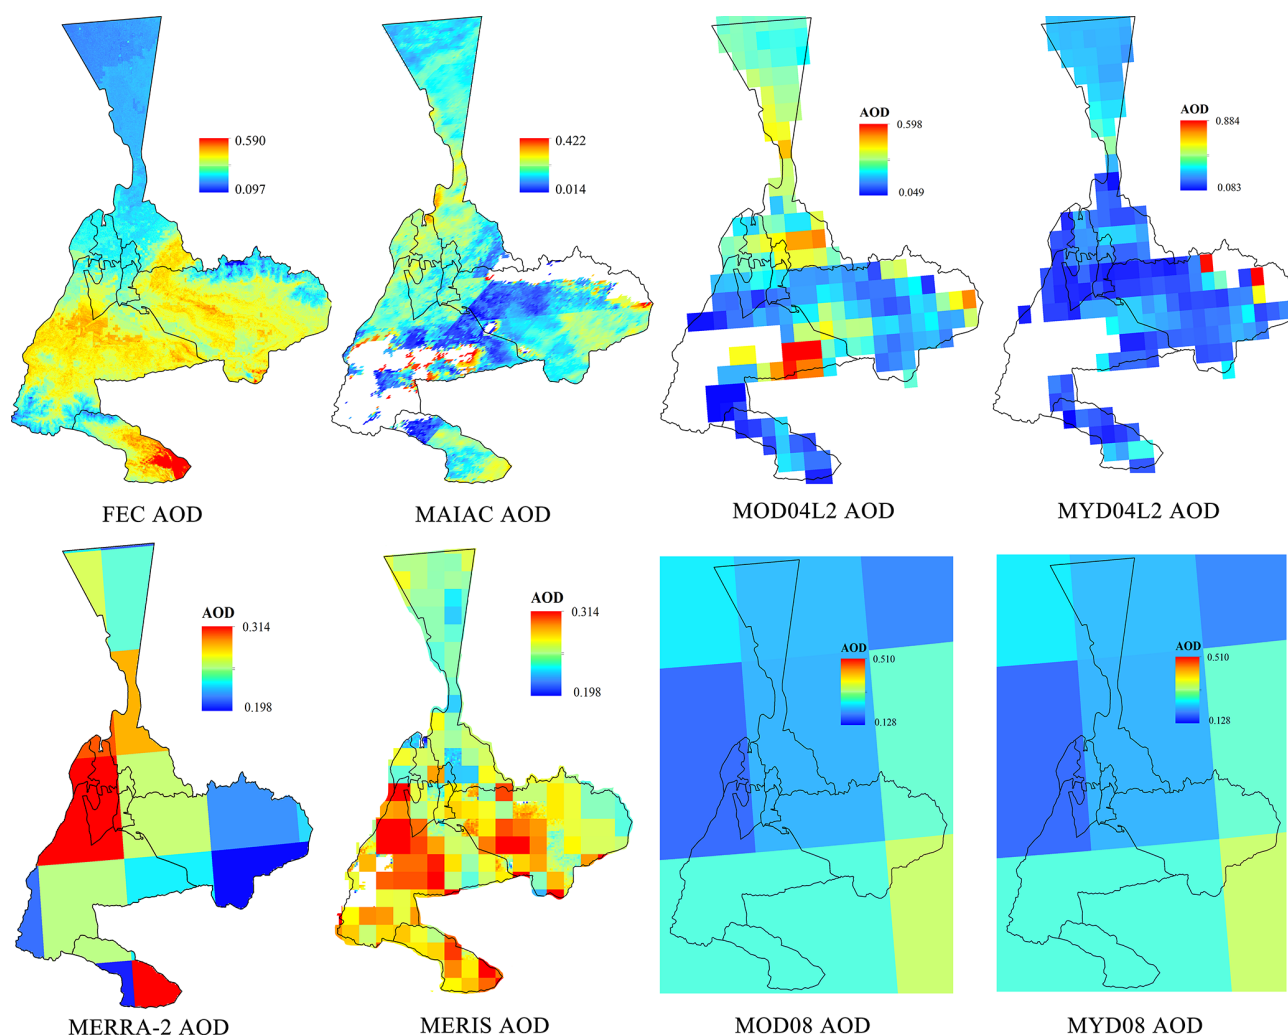 0.590
0.097
FEC AOD
0.422
0.014
MAIAC AOD
AOD
0.598
0.049
MOD04L2 AOD
AOD
0.884
0.083
MYD04L2 AOD
AOD
0.314
0.198
MERRA-2 AOD
AOD
0.314
0.198
MERIS AOD
AOD
0.510
0.128
MOD08 AOD
AOD
0.510
0.128
MYD08 AOD